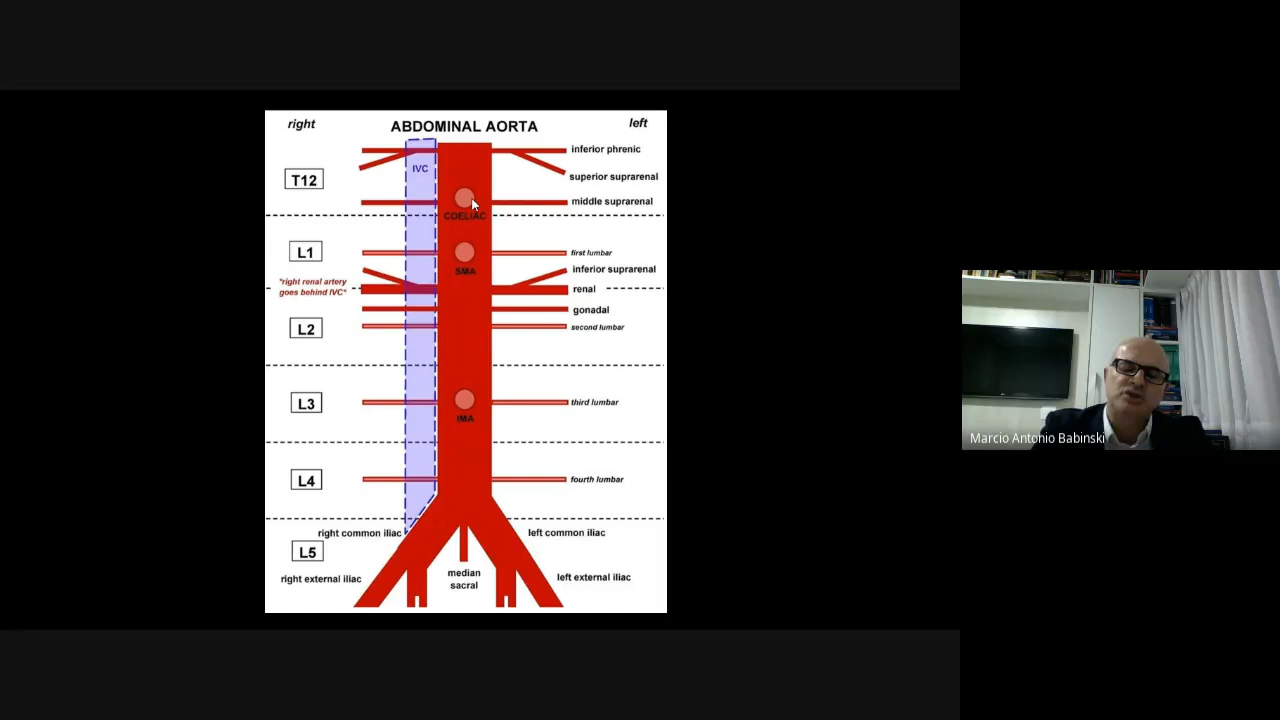 right
ABDOMINAL AORTA
left
inferior phrenic
IVC
T12
superior suprarenal
middle suprarenal
COELIAC
L1
first lumbar
SMA
inferior suprarenal
*right renal artery
goes behind IVC*
renal
gonadal
L2
second lumbar
L3
third lumbar
IMA
L4
fourth lumbar
right common iliac
left common iliac
L5
median
sacral
right external iliac
left external iliac
Marcio Antonio Babinski